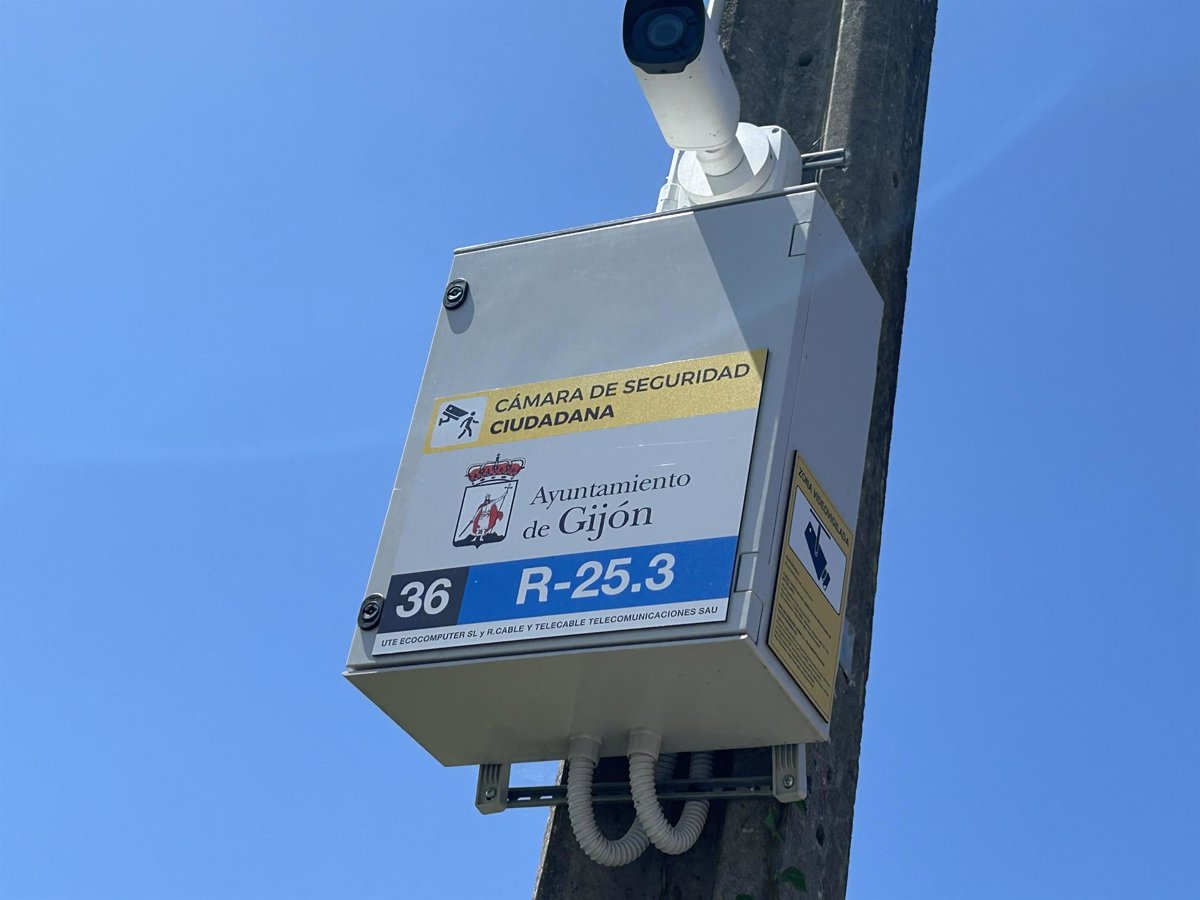 CÁMARA DE SEGURIDAD
CIUDADANA
Ayuntamiento
de Gijón
36 R-25.3
UTE ECOCOMPUTER SL y R.CABLE Y TELECABLE TELECOMUNICACIONES SAU
ZONA VIDEOVIGILADA